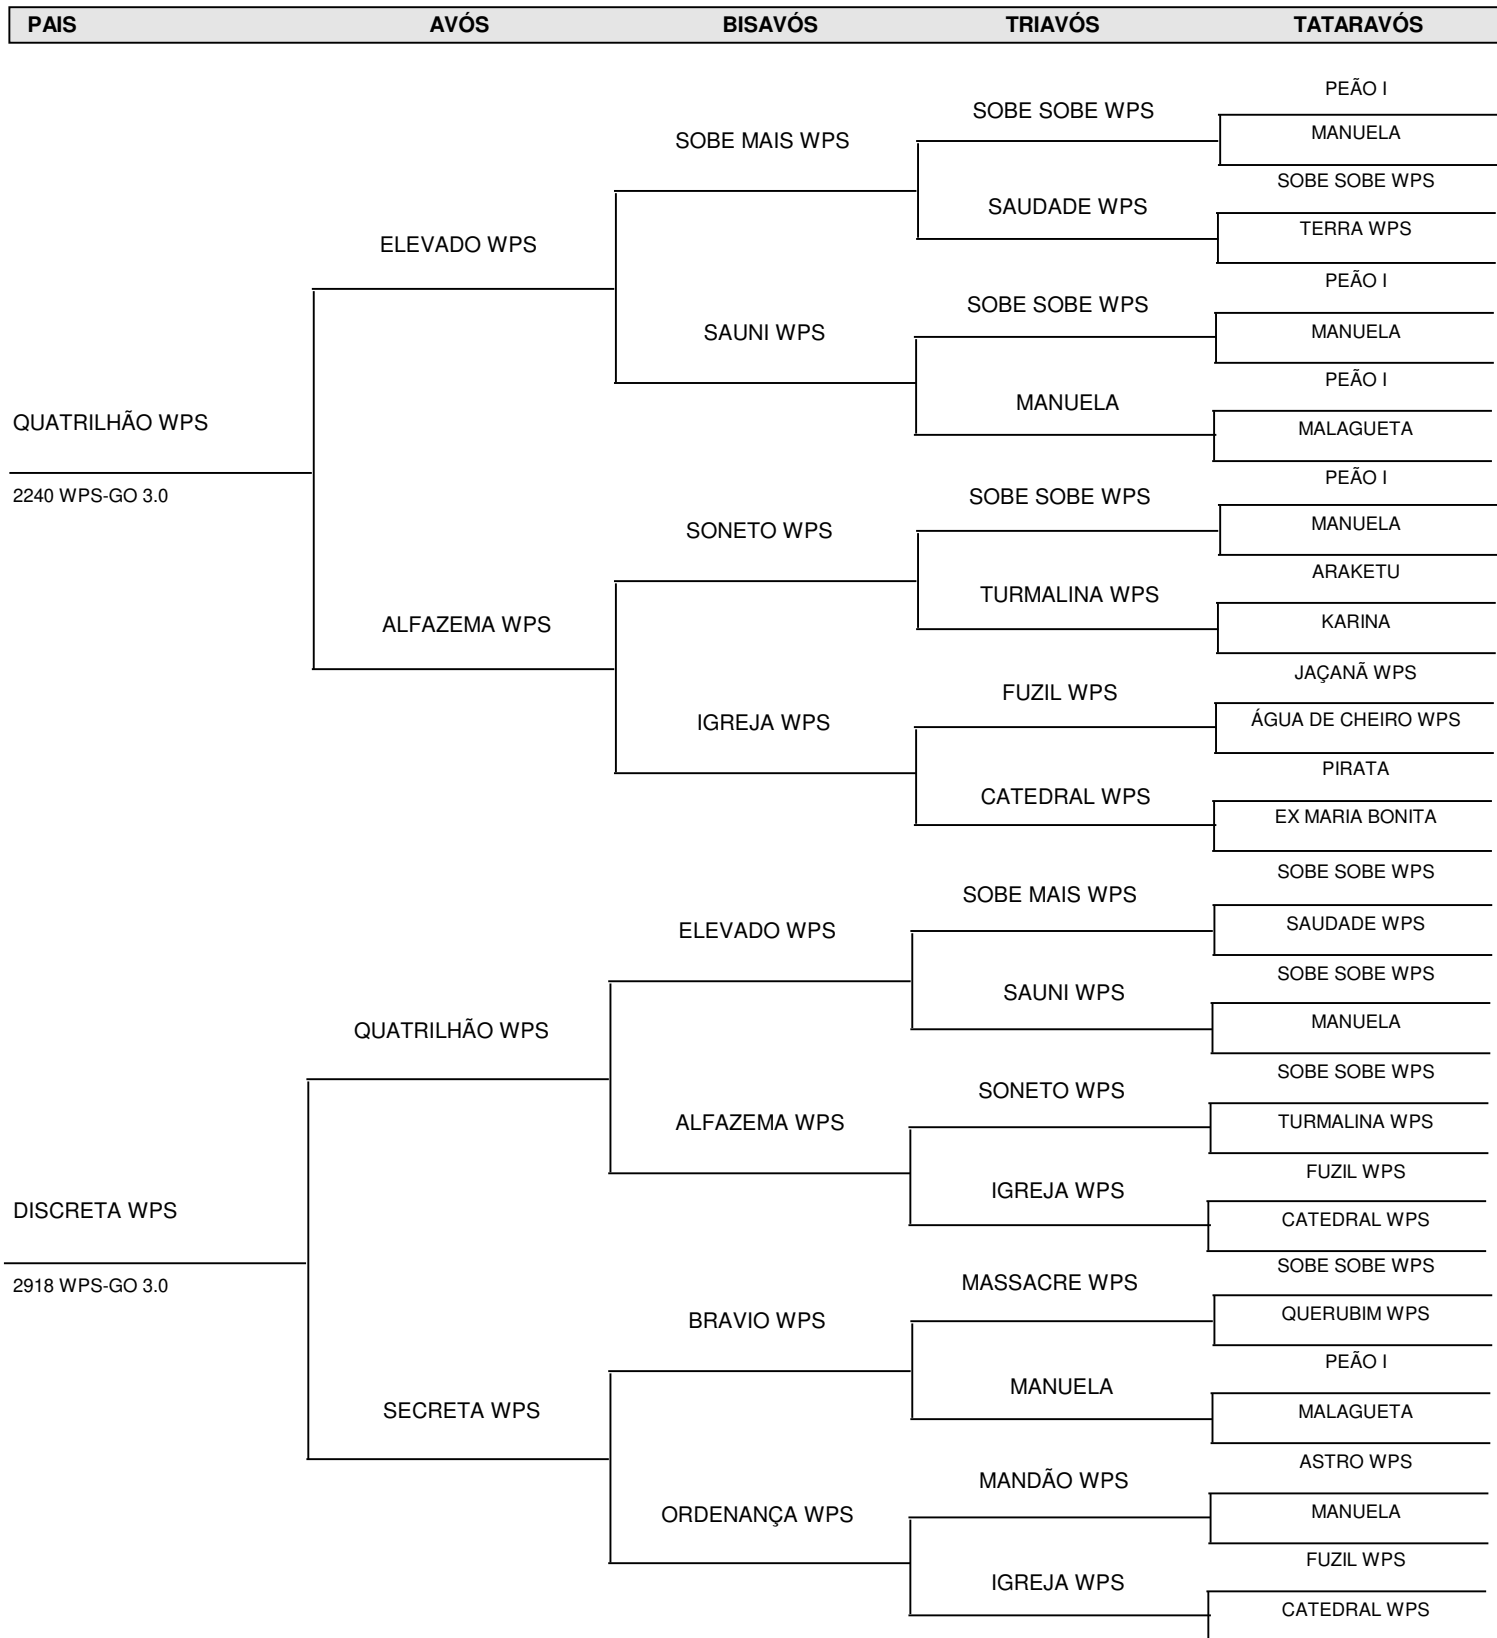 PAIS AVÓS BISAVÓS TRIAVÓS TATARAVÓS
PEÃO I
SOBE SOBE WPS
MANUELA
SOBE MAIS WPS
SOBE SOBE WPS
SAUDADE WPS
TERRA WPS
ELEVADO WPS
PEÃO I
SOBE SOBE WPS
SAUNI WPS
MANUELA
PEÃO I
MANUELA
QUATRILHÃO WPS
MALAGUETA
PEÃO I
2240 WPS-GO 3.0
SOBE SOBE WPS
MANUELA
SONETO WPS
ARAKETU
TURMALINA WPS
KARINA
ALFAZEMA WPS
JAÇANÃ WPS
FUZIL WPS
ÁGUA DE CHEIRO WPS
IGREJA WPS
PIRATA
CATEDRAL WPS
EX MARIA BONITA
SOBE SOBE WPS
SOBE MAIS WPS
SAUDADE WPS
ELEVADO WPS
SOBE SOBE WPS
SAUNI WPS
MANUELA
QUATRILHÃO WPS
SOBE SOBE WPS
SONETO WPS
TURMALINA WPS
ALFAZEMA WPS
FUZIL WPS
IGREJA WPS
DISCRETA WPS
CATEDRAL WPS
SOBE SOBE WPS
MASSACRE WPS
2918 WPS-GO 3.0
QUERUBIM WPS
BRAVIO WPS
PEÃO I
MANUELA
SECRETA WPS
MALAGUETA
ASTRO WPS
MANDÃO WPS
MANUELA
ORDENANÇA WPS
FUZIL WPS
IGREJA WPS
CATEDRAL WPS